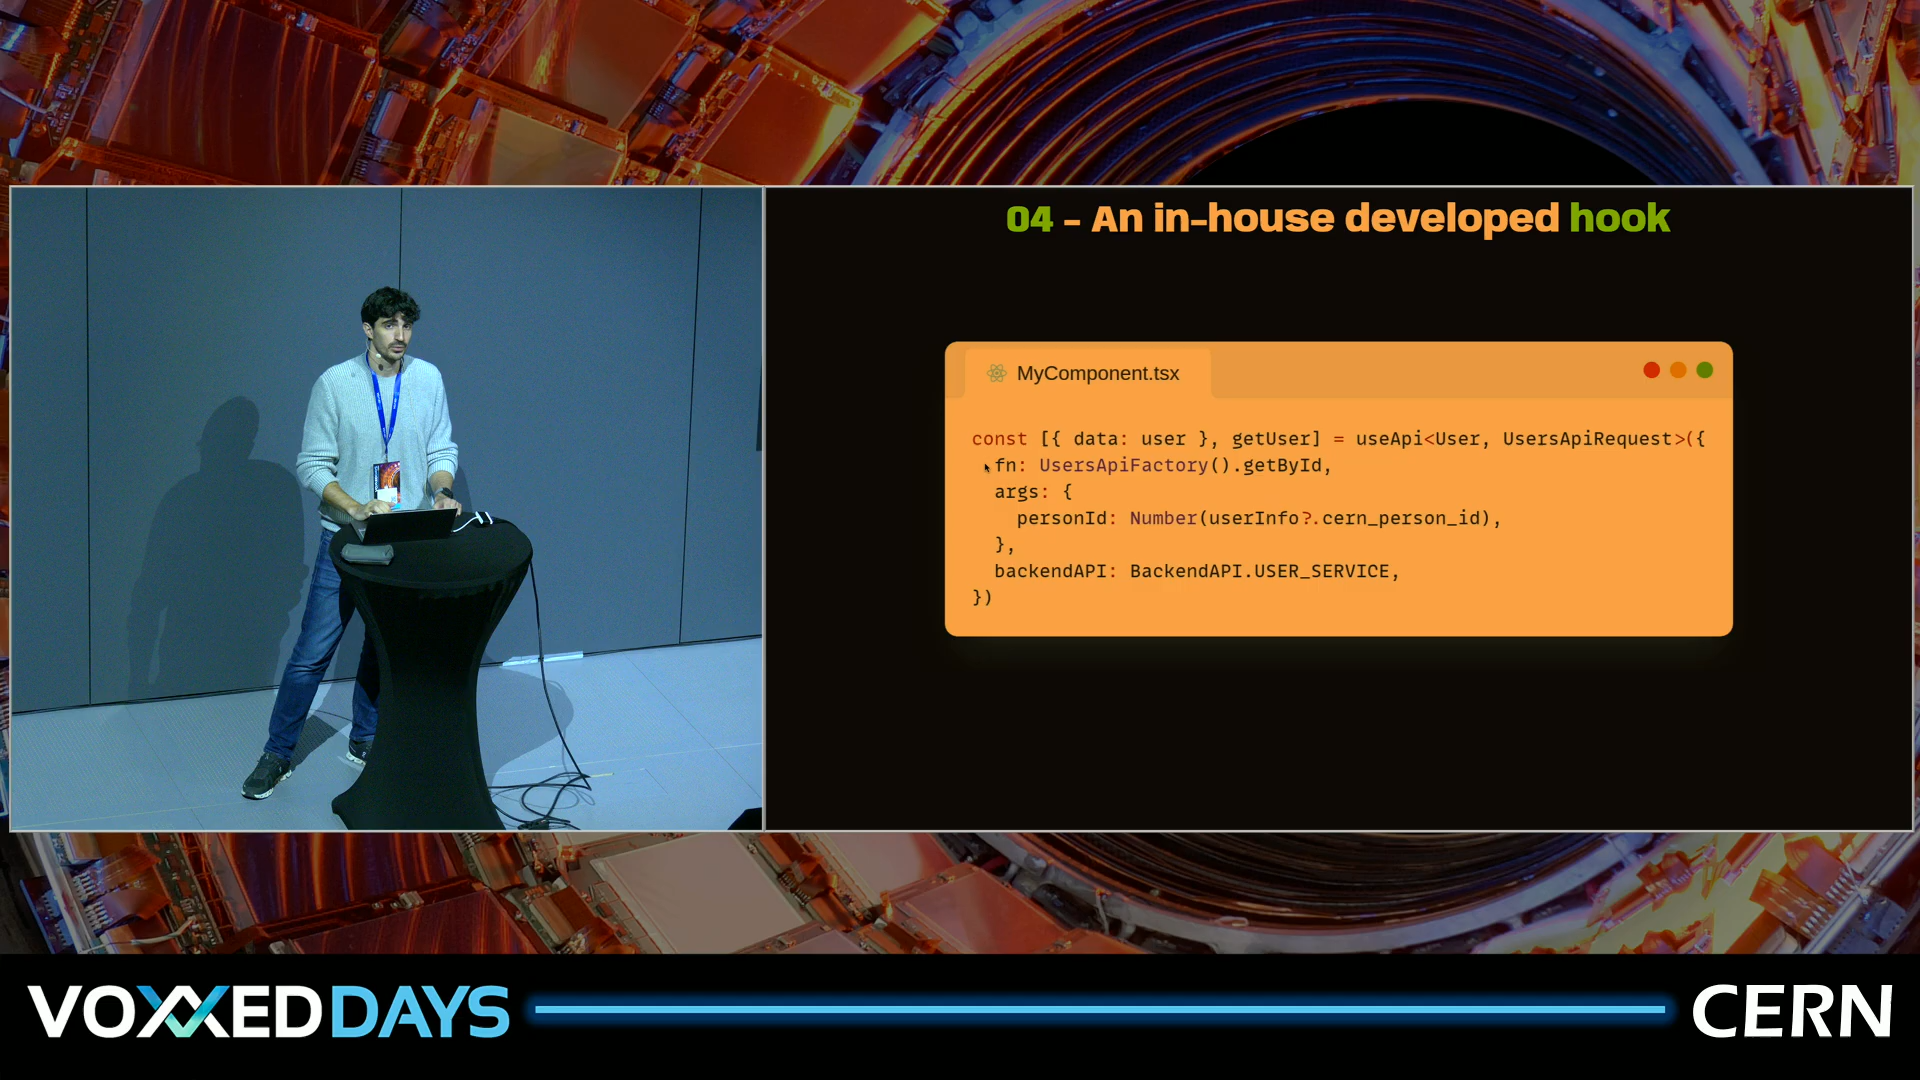 04 - An in-house developed hook
MyComponent.tsx
const [{ data: user }, getUser] = useApi<User, UsersApiRequest>({
fn: UsersApiFactory().getById,
args: {
personId: Number(userInfo?.cern_person_id),
},
backendAPI: BackendAPI.USER_SERVICE,
})
VOXXEDDAYS
CERN